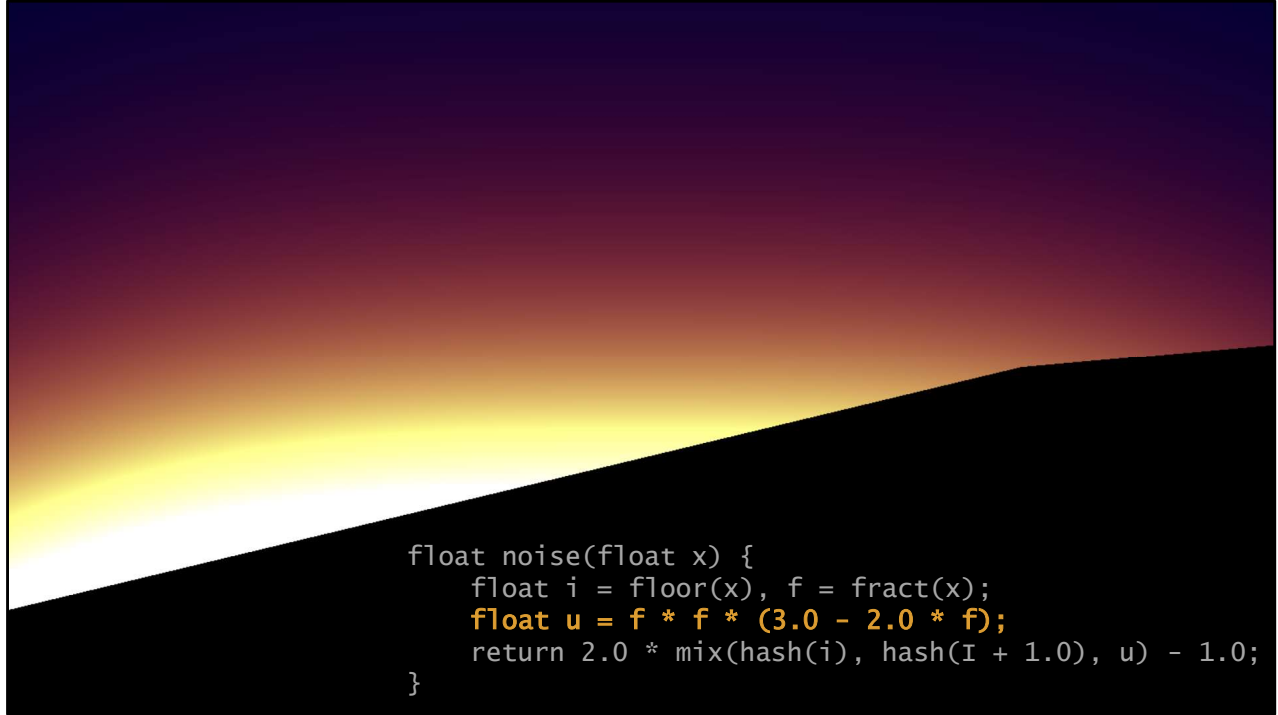 float noise(float x) {
    float i = floor(x), f = fract(x);
    float u = f * f * (3.0 - 2.0 * f);
    return 2.0 * mix(hash(i), hash(I + 1.0), u) - 1.0;
}